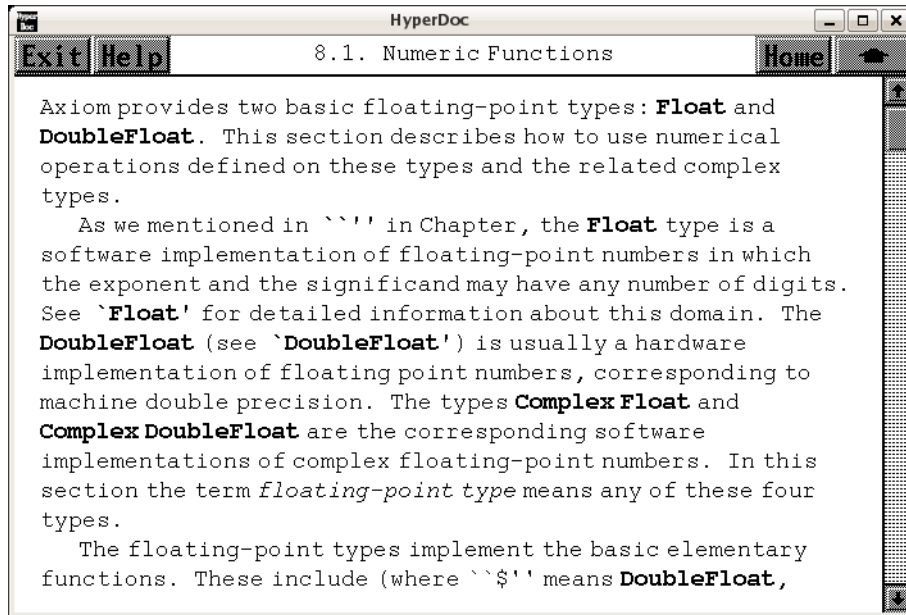 Hyper Doc
HyperDoc
Exit Help
8.1. Numeric Functions
Home
Axiom provides two basic floating-point types: Float and
DoubleFloat. This section describes how to use numerical
operations defined on these types and the related complex
types.
As we mentioned in ``'' in Chapter, the Float type is a
software implementation of floating-point numbers in which
the exponent and the significand may have any number of digits.
See `Float' for detailed information about this domain. The
DoubleFloat (see `DoubleFloat') is usually a hardware
implementation of floating point numbers, corresponding to
machine double precision. The types Complex Float and
Complex DoubleFloat are the corresponding software
implementations of complex floating-point numbers. In this
section the term floating-point type means any of these four
types.
The floating-point types implement the basic elementary
functions. These include (where ``$'' means DoubleFloat,